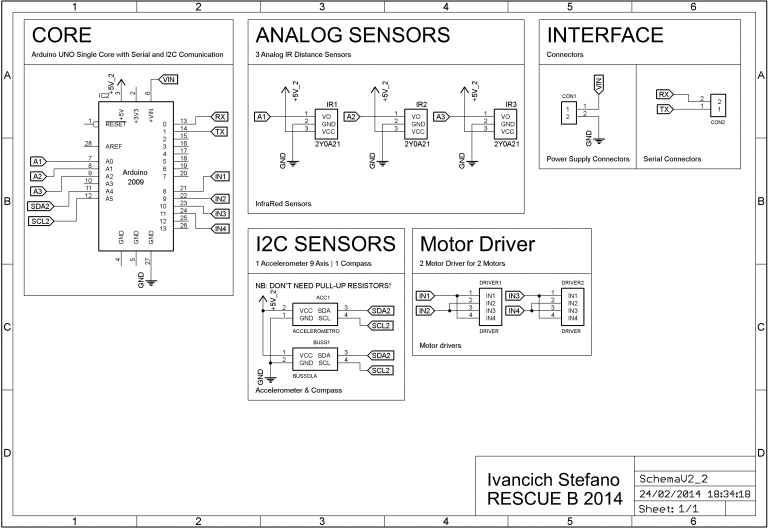 1 2 3 4 5 6
A
B
C
D
CORE
Arduino UNO Single Core with Serial and I2C Comunication
VIN
+5V_2
IC2
3 2 6
+5V
+3V3
+VIN
1 RESET
28 AREF
A1 7 A0
A2 8 A1
A3 9 A2
10 A3
SDA2 11 A4
SCL2 12 A5
Arduino
2009
0 13 RX
1 14 TX
2 15
3 16
4 17
5 18
6 19
7 20
8 21 IN1
9 22 IN2
10 23 IN3
11 24
12 25 IN4
13 26
GND GND GND
4 5 27
GND
ANALOG SENSORS
3 Analog IR Distance Sensors
+5V_2 +5V_2 +5V_2
IR1 IR2 IR3
A1 1 VO
2 GND
3 VCC
2Y0A21
A2 1 VO
2 GND
3 VCC
2Y0A21
A3 1 VO
2 GND
3 VCC
2Y0A21
GND GND GND
InfraRed Sensors
INTERFACE
Connectors
VIN
CON1
1 1
2 2
GND
Power Supply Connectors
RX 2 2
TX 1 1
CON2
Serial Connectors
I2C SENSORS
1 Accelerometer 9 Axis | 1 Compass
NB: DON'T NEED PULL-UP RESISTORS!
+5V_2
ACC1
2 VCC SDA 3 SDA2
1 GND SCL 4 SCL2
ACCELEROMETRO
BUSS1
1 VCC SDA 3 SDA2
2 GND SCL 4 SCL2
BUSSOLA
GND
Accelerometer & Compass
Motor Driver
2 Motor Driver for 2 Motors
DRIVER1
IN1 1 IN1
2 IN2
IN2 3 IN3
4 IN4
DRIVER
DRIVER2
IN3 1 IN1
2 IN2
IN4 3 IN3
4 IN4
DRIVER
Motor drivers
Ivancich Stefano
RESCUE B 2014
SchemaV2_2
24/02/2014 18:34:18
Sheet: 1/1
A
B
C
D
1 2 3 4 5 6